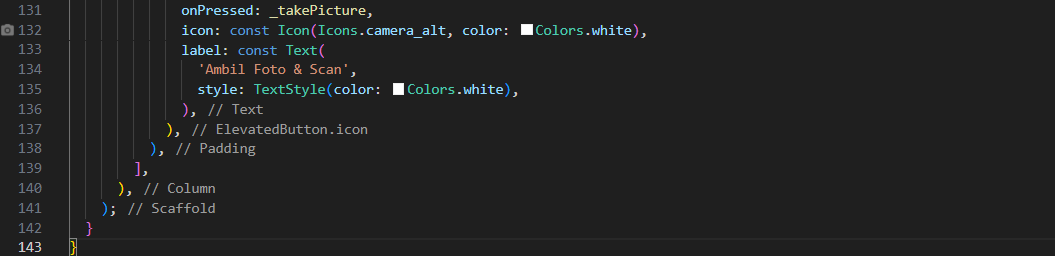 131 onPressed: _takePicture,
132 icon: const Icon(Icons.camera_alt, color: Colors.white),
133 label: const Text(
134 'Ambil Foto & Scan',
135 style: TextStyle(color: Colors.white),
136 ), // Text
137 ), // ElevatedButton.icon
138 ), // Padding
139 ],
140 ), // Column
141 ); // Scaffold
142 }
143 }